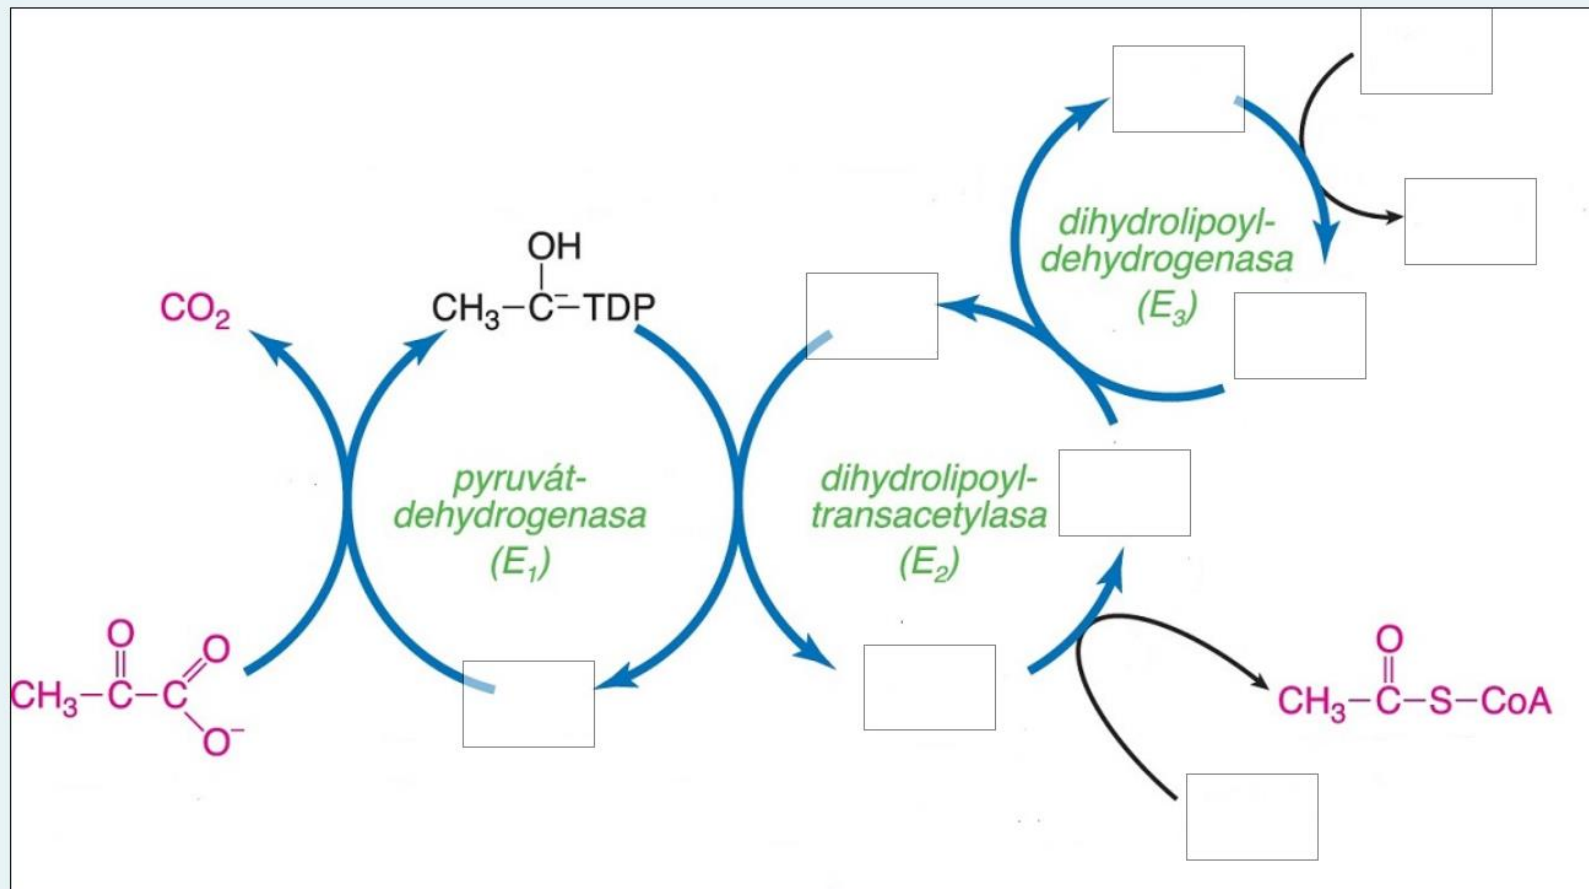 dihydrolipoyl-
dehydrogenasa
(E₃)
OH
CO₂
CH₃–C⁻–TDP
pyruvát-
dehydrogenasa
(E₁)
dihydrolipoyl-
transacetylasa
(E₂)
O
O
CH₃–C–C
O⁻
O
CH₃–C–S–CoA